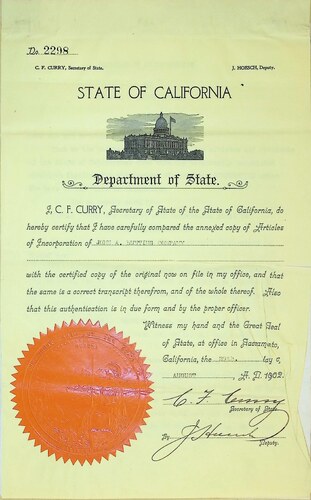 No. 2298
C. F. CURRY, Secretary of State. J. HOESCH, Deputy.
STATE OF CALIFORNIA
Department of State.
I, C. F. CURRY, Secretary of State of the State of California, do
hereby certify that I have carefully compared the annexed copy of Articles
of Incorporation of JOHN A. COMPANY
with the certified copy of the original now on file in my office, and that
the same is a correct transcript therefrom, and of the whole thereof. Also
that this authentication is in due form and by the proper officer.
Witness my hand and the Great Seal
of State, at office in Sacramento,
California, the day of
AUGUST, A. D. 1902.
C. F. Curry
Secretary of State
By J. Hoesch
Deputy.